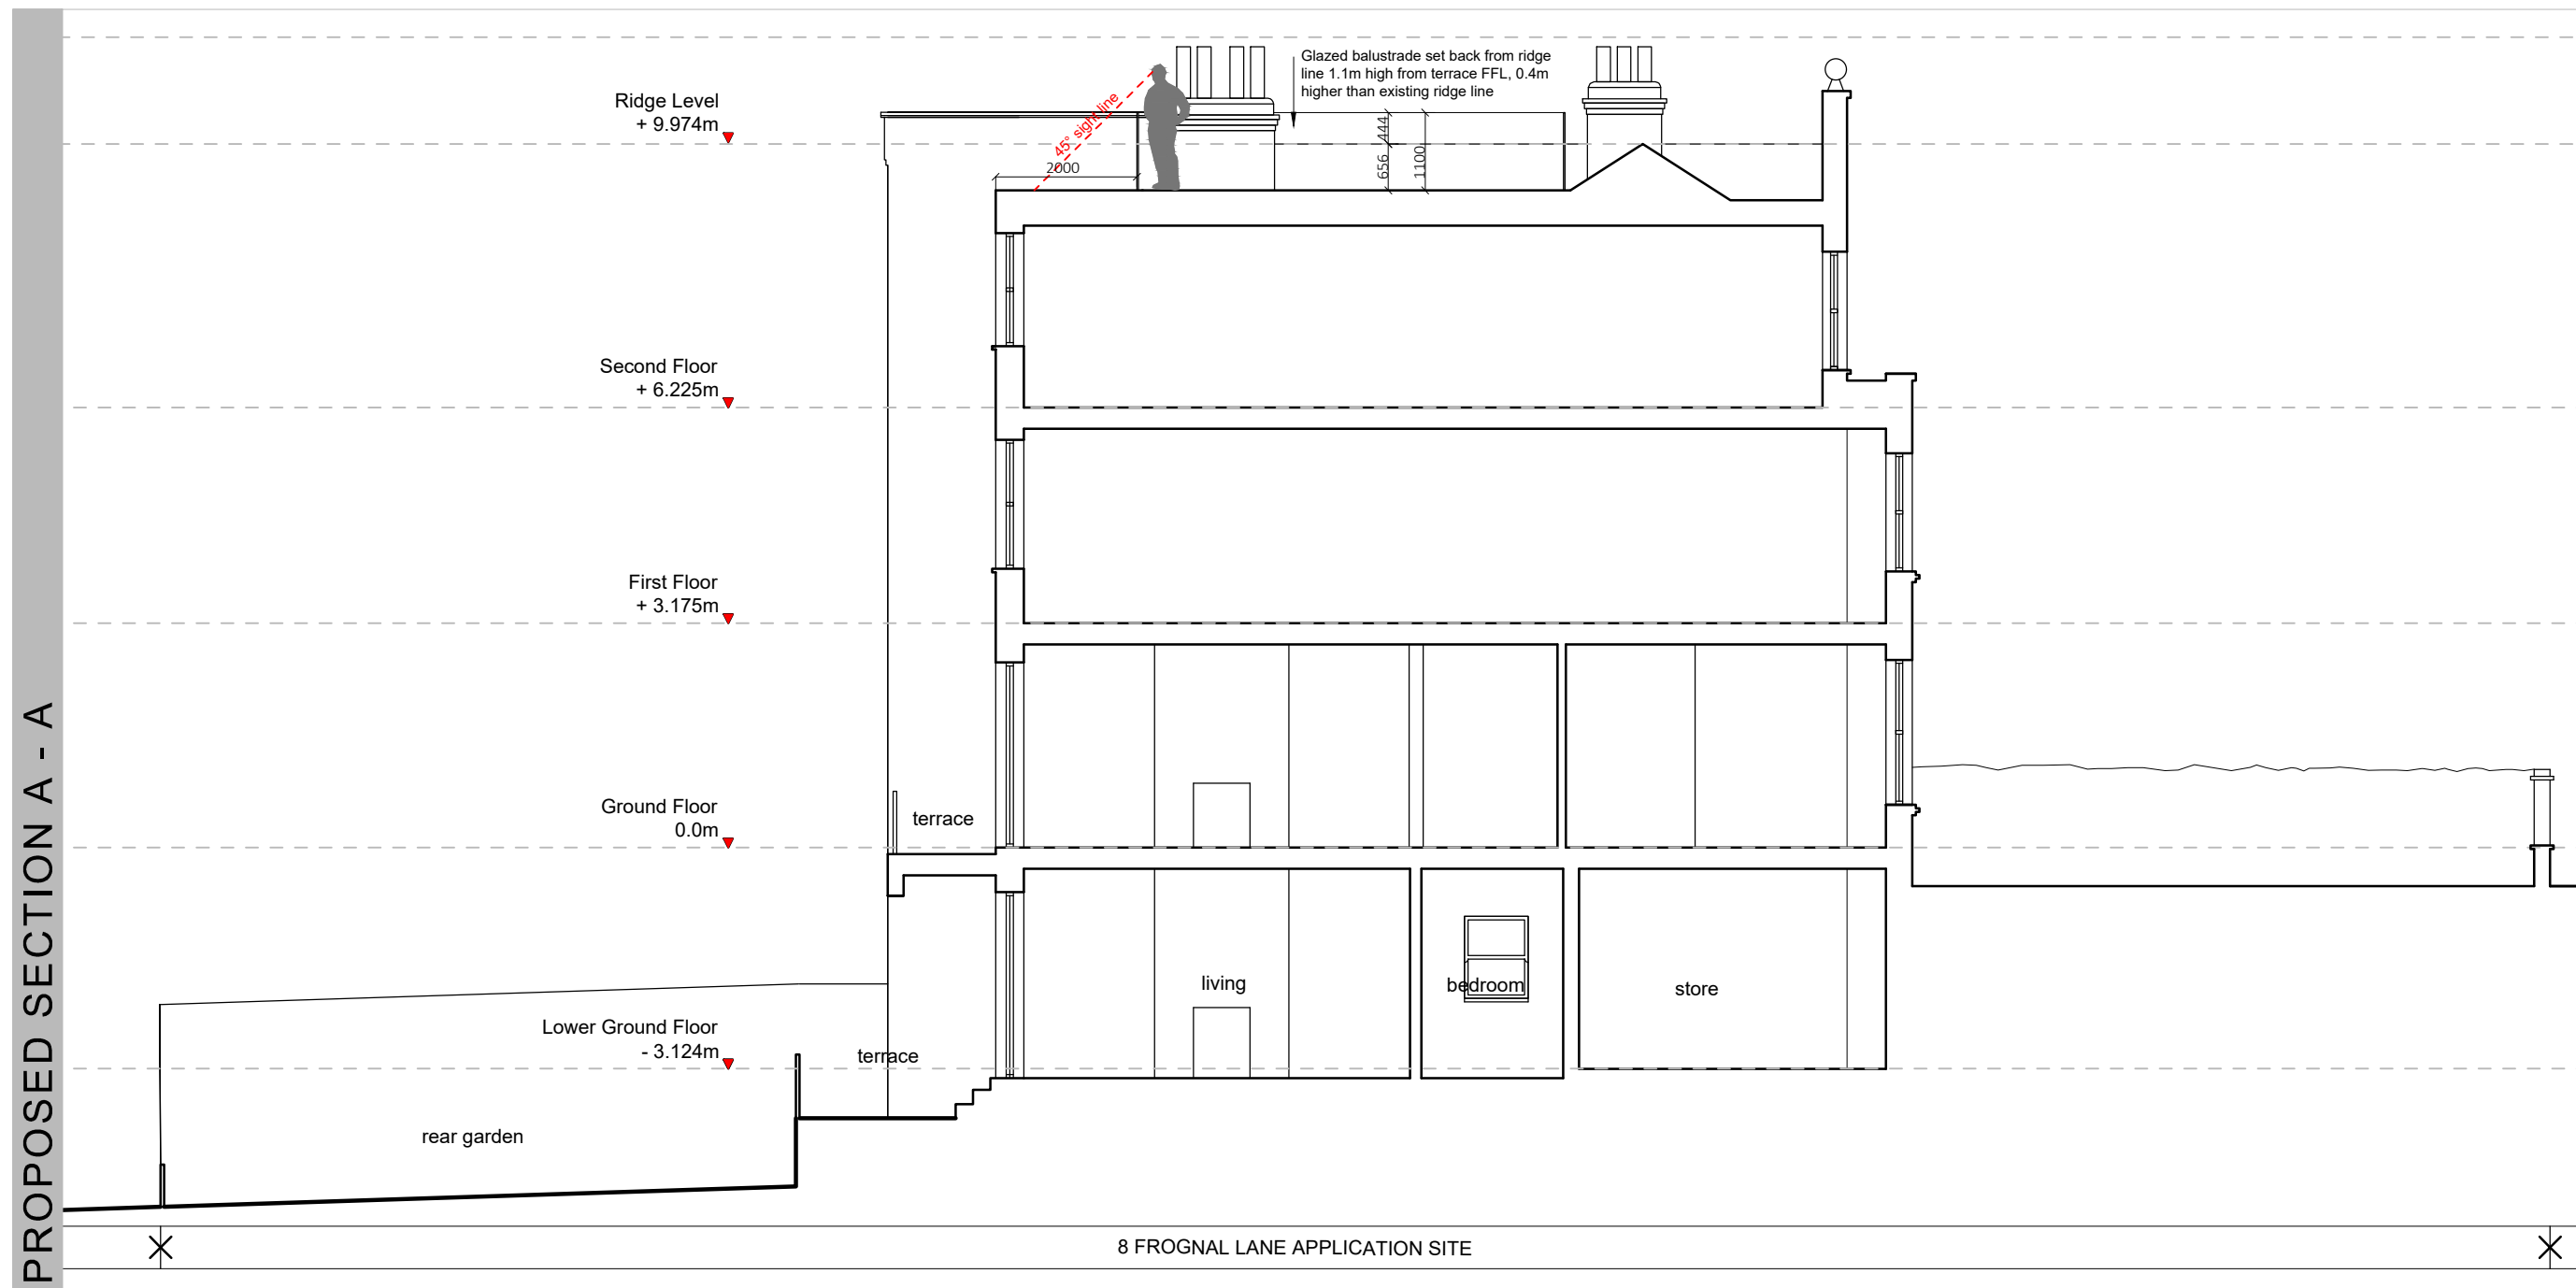 PROPOSED SECTION A - A
Glazed balustrade set back from ridge
line 1.1m high from terrace FFL, 0.4m
higher than existing ridge line
Ridge Level
+ 9.974m
45° sight line
2000
444
656
1100
Second Floor
+ 6.225m
First Floor
+ 3.175m
Ground Floor
0.0m
terrace
living
bedroom
store
Lower Ground Floor
- 3.124m
terrace
rear garden
8 FROGNAL LANE APPLICATION SITE